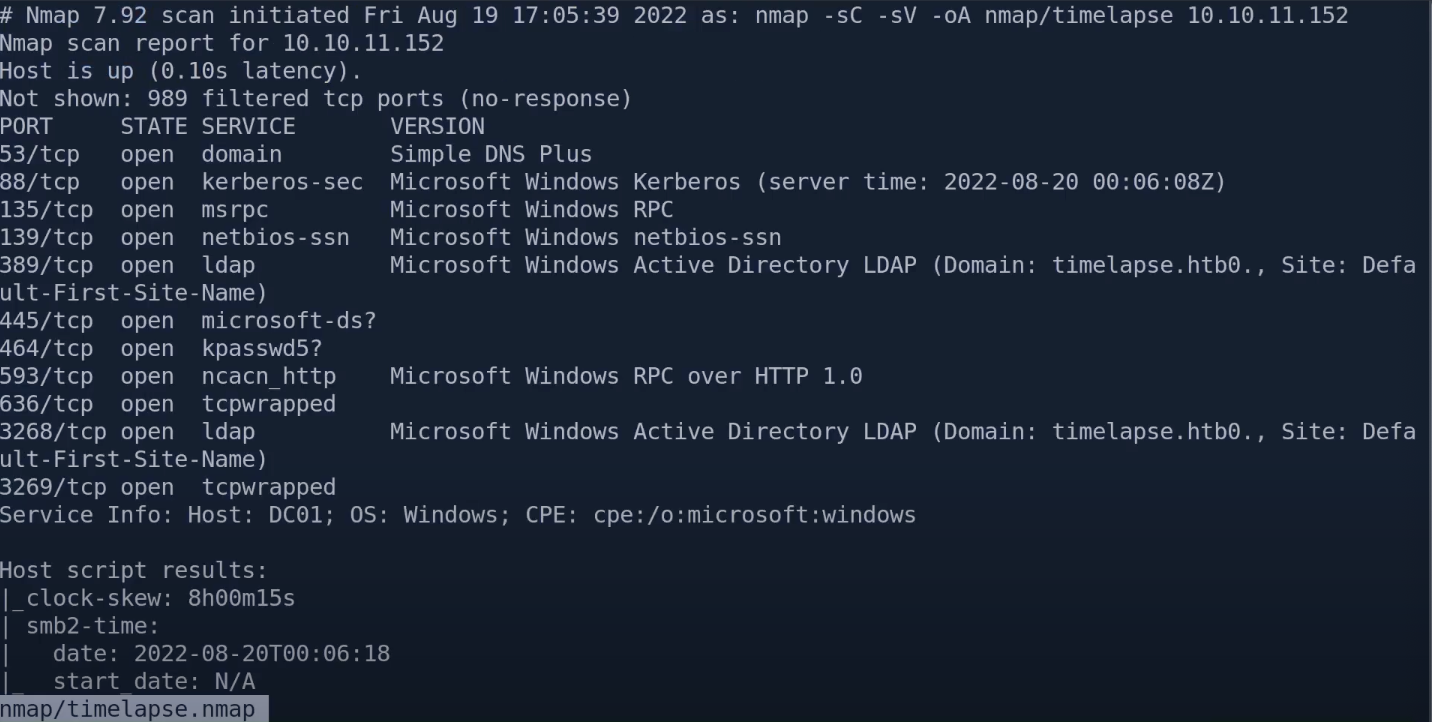 # Nmap 7.92 scan initiated Fri Aug 19 17:05:39 2022 as: nmap -sC -sV -oA nmap/timelapse 10.10.11.152
Nmap scan report for 10.10.11.152
Host is up (0.10s latency).
Not shown: 989 filtered tcp ports (no-response)
PORT     STATE SERVICE       VERSION
53/tcp   open  domain        Simple DNS Plus
88/tcp   open  kerberos-sec  Microsoft Windows Kerberos (server time: 2022-08-20 00:06:08Z)
135/tcp  open  msrpc         Microsoft Windows RPC
139/tcp  open  netbios-ssn   Microsoft Windows netbios-ssn
389/tcp  open  ldap          Microsoft Windows Active Directory LDAP (Domain: timelapse.htb0., Site: Defa
ult-First-Site-Name)
445/tcp  open  microsoft-ds?
464/tcp  open  kpasswd5?
593/tcp  open  ncacn_http    Microsoft Windows RPC over HTTP 1.0
636/tcp  open  tcpwrapped
3268/tcp open  ldap          Microsoft Windows Active Directory LDAP (Domain: timelapse.htb0., Site: Defa
ult-First-Site-Name)
3269/tcp open  tcpwrapped
Service Info: Host: DC01; OS: Windows; CPE: cpe:/o:microsoft:windows

Host script results:
|_clock-skew: 8h00m15s
| smb2-time:
|   date: 2022-08-20T00:06:18
|_  start_date: N/A
nmap/timelapse.nmap